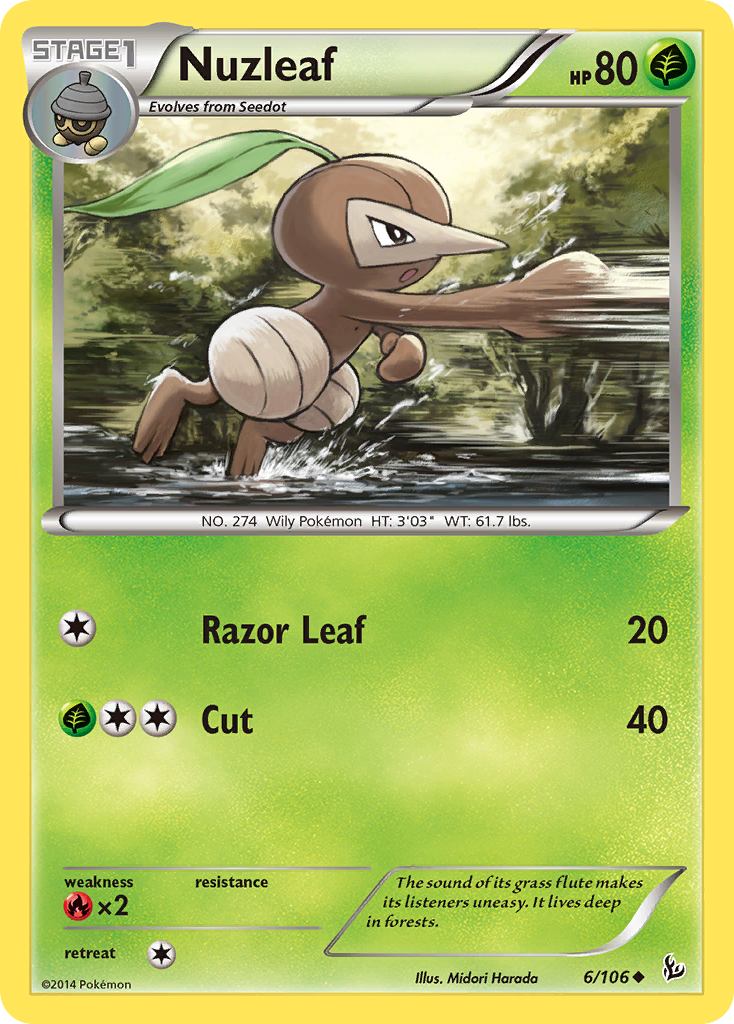 STAGE1
Nuzleaf
HP 80
Evolves from Seedot
NO. 274 Wily Pokémon HT: 3'03" WT: 61.7 lbs.
Razor Leaf 20
Cut 40
weakness resistance
×2
The sound of its grass flute makes
its listeners uneasy. It lives deep
in forests.
retreat
©2014 Pokémon
Illus. Midori Harada 6/106